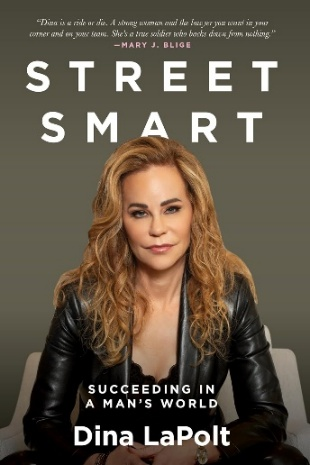 "Dina is a ride or die. A strong woman and the lawyer you want in your
corner and on your team. She's a true soldier who backs down from nothing."
—MARY J. BLIGE
STREET
SMART
SUCCEEDING IN
A MAN'S WORLD
Dina LaPolt